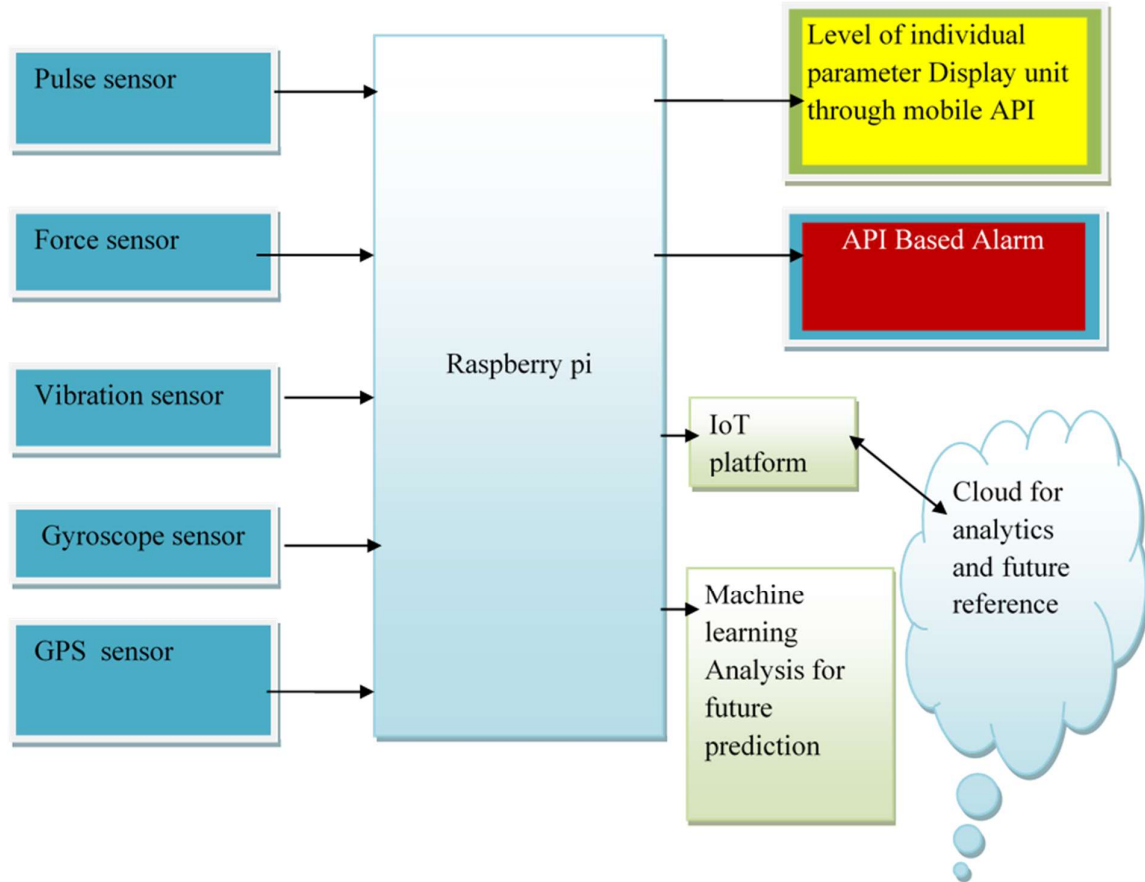 Pulse sensor
Force sensor
Vibration sensor
Gyroscope sensor
GPS sensor
Raspberry pi
Level of individual
parameter Display unit
through mobile API
API Based Alarm
IoT
platform
Cloud for
analytics
and future
reference
Machine
learning
Analysis for
future
prediction